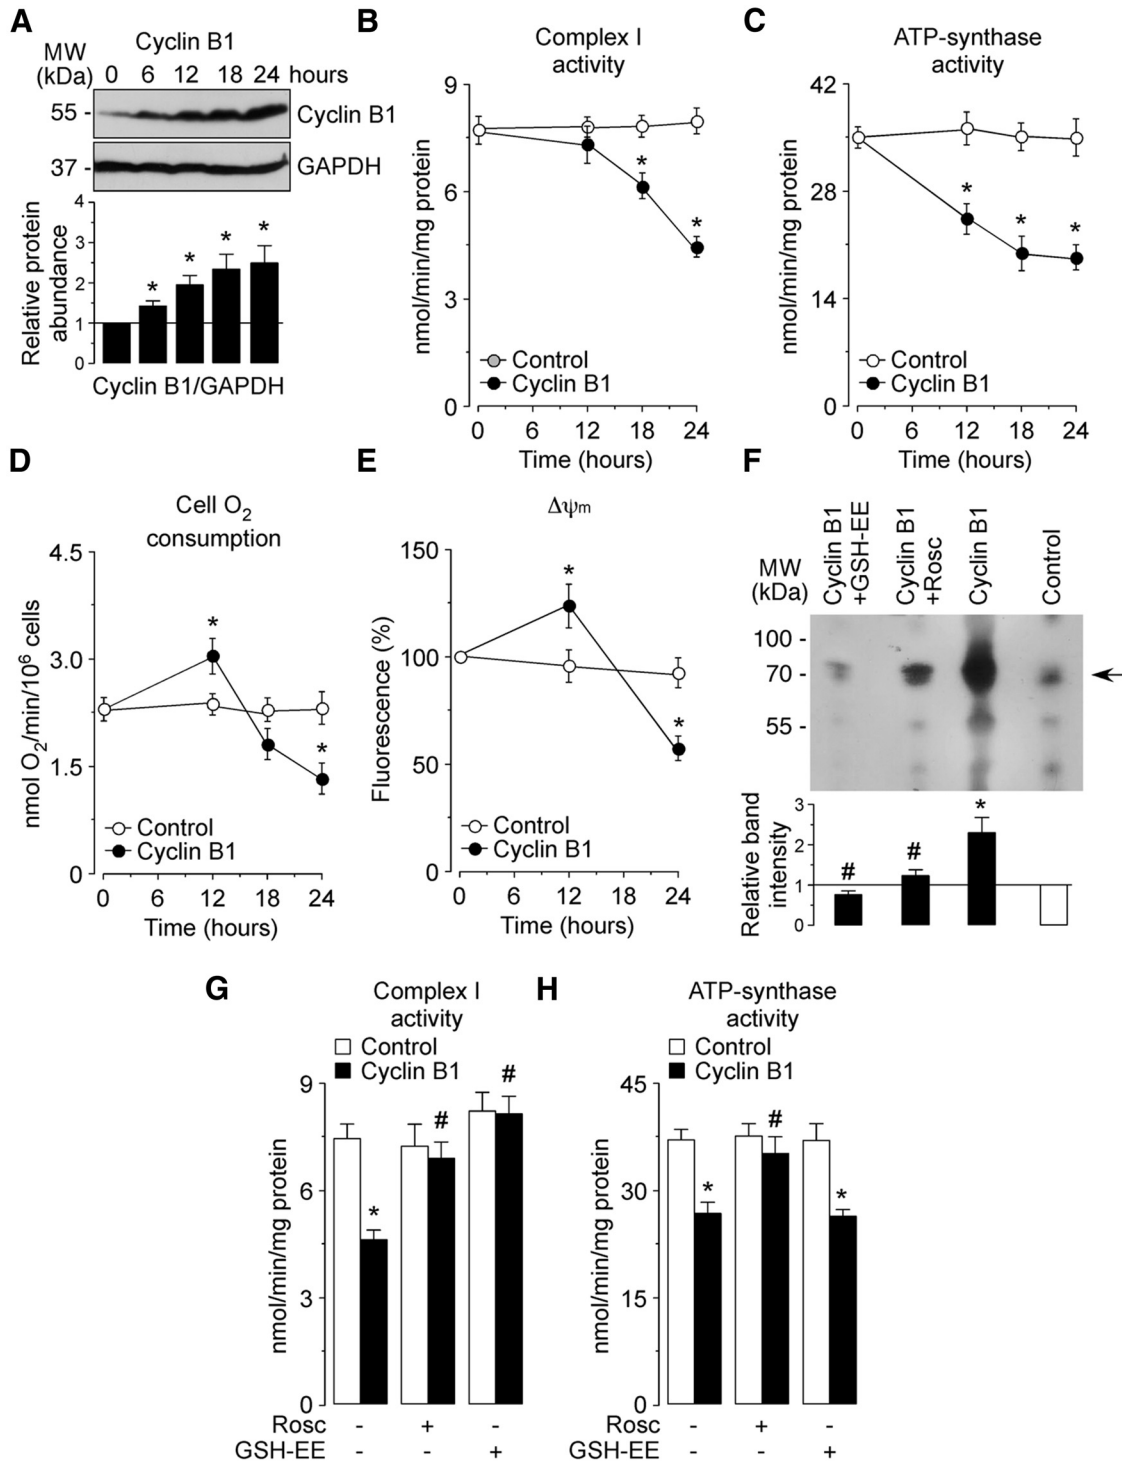 A
Cyclin B1
MW
(kDa) 0 6 12 18 24 hours
55 - Cyclin B1
37 - GAPDH
Relative protein
abundance
4
3
2
1
0
* * * *
Cyclin B1/GAPDH
B
Complex I
activity
nmol/min/mg protein
9
6
3
0
* *
Control
Cyclin B1
0 6 12 18 24
Time (hours)
C
ATP-synthase
activity
nmol/min/mg protein
42
28
14
0
* * *
Control
Cyclin B1
0 6 12 18 24
Time (hours)
D
Cell O2
consumption
nmol O2/min/10⁶ cells
4.5
3.0
1.5
0
* *
Control
Cyclin B1
0 6 12 18 24
Time (hours)
E
Δψm
Fluorescence (%)
150
100
50
0
* *
Control
Cyclin B1
0 6 12 18 24
Time (hours)
F
MW
(kDa)
Cyclin B1
+GSH-EE
Cyclin B1
+Rosc
Cyclin B1
Control
100 -
70 -
55 -
Relative band
intensity
3
2
1
0
# # *
G
Complex I
activity
Control
Cyclin B1
nmol/min/mg protein
9
6
3
0
* # #
Rosc - + -
GSH-EE - - +
H
ATP-synthase
activity
Control
Cyclin B1
nmol/min/mg protein
45
30
15
0
* # *
Rosc - + -
GSH-EE - - +